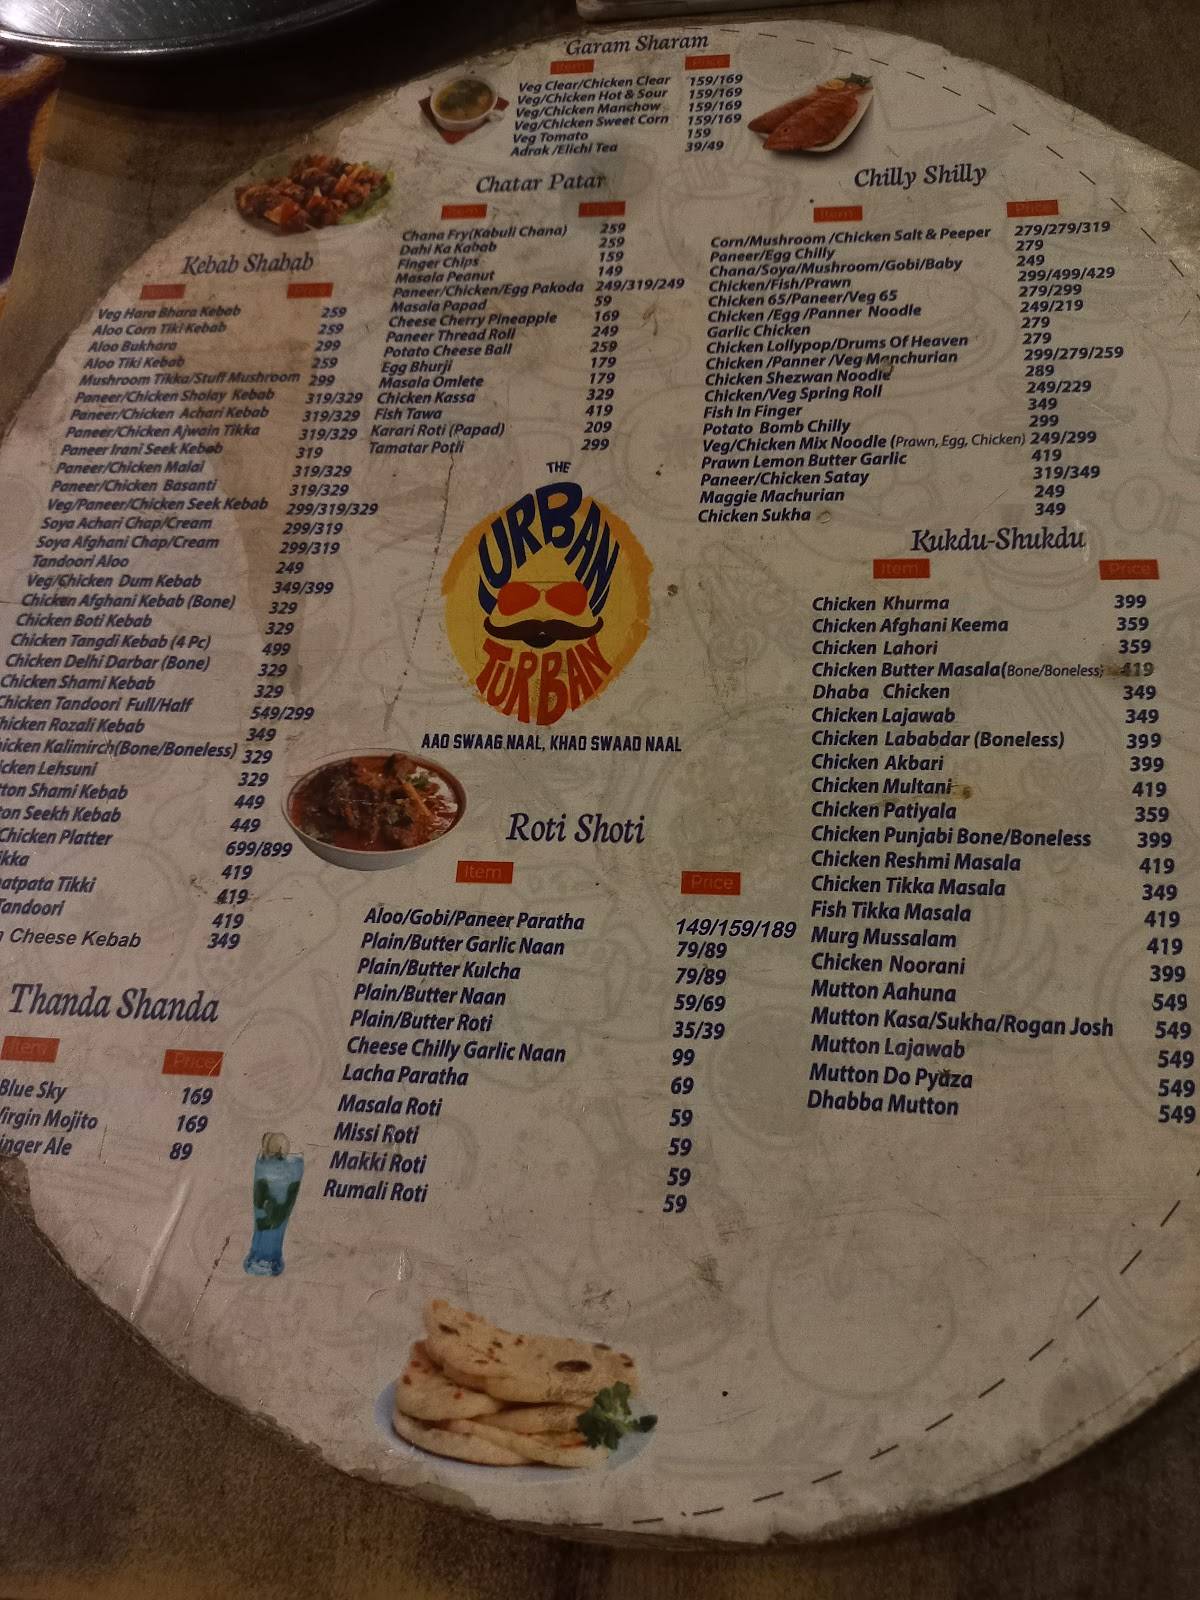 Garam Sharam
Item Price
Veg Clear/Chicken Clear 159/169
Veg/Chicken Hot & Sour 159/169
Veg/Chicken Manchow 159/169
Veg/Chicken Sweet Corn 159/169
Veg Tomato 159
Adrak /Elichi Tea 39/49
Chatar Patar
Item Price
Chana Fry(Kabuli Chana) 259
Dahi Ka Kabab 259
Finger Chips 159
Masala Peanut 149
Paneer/Chicken/Egg Pakoda 249/319/249
Masala Papad 59
Cheese Cherry Pineapple 169
Paneer Thread Roll 249
Potato Cheese Ball 259
Egg Bhurji 179
Masala Omlete 179
Chicken Kassa 329
Fish Tawa 419
Karari Roti (Papad) 209
Tamatar Potli 299
Chilly Shilly
Item Price
Corn/Mushroom /Chicken Salt & Peeper 279/279/319
Paneer/Egg Chilly 279
Chana/Soya/Mushroom/Gobi/Baby 249
Chicken/Fish/Prawn 299/499/429
Chicken 65/Paneer/Veg 65 279/299
Chicken /Egg /Panner Noodle 249/219
Garlic Chicken 279
Chicken Lollypop/Drums Of Heaven 279
Chicken /Panner /Veg Manchurian 299/279/259
Chicken Shezwan Noodle 289
Chicken/Veg Spring Roll 249/229
Fish In Finger 349
Potato Bomb Chilly 299
Veg/Chicken Mix Noodle (Prawn, Egg, Chicken) 249/299
Prawn Lemon Butter Garlic 419
Paneer/Chicken Satay 319/349
Maggie Machurian 249
Chicken Sukha 349
Kebab Shabab
Item Price
Veg Hara Bhara Kebab 259
Aloo Corn Tiki Kebab 259
Aloo Bukhara 299
Aloo Tiki Kebab 259
Mushroom Tikka/Stuff Mushroom 299
Paneer/Chicken Sholay Kebab 319/329
Paneer/Chicken Achari Kebab 319/329
Paneer/Chicken Ajwain Tikka 319/329
Paneer Irani Seek Kebab 319
Paneer/Chicken Malai 319/329
Paneer/Chicken Basanti 319/329
Veg/Paneer/Chicken Seek Kebab 299/319/329
Soya Achari Chap/Cream 299/319
Soya Afghani Chap/Cream 299/319
Tandoori Aloo 249
Veg/Chicken Dum Kebab 349/399
Chicken Afghani Kebab (Bone) 329
Chicken Boti Kebab 329
Chicken Tangdi Kebab (4 Pc) 499
Chicken Delhi Darbar (Bone) 329
Chicken Shami Kebab 329
Chicken Tandoori Full/Half 549/299
hicken Rozali Kebab 349
icken Kalimirch(Bone/Boneless) 329
icken Lehsuni 329
tton Shami Kebab 449
ton Seekh Kebab 449
Chicken Platter 699/899
kka 419
atpata Tikki 419
Tandoori 419
Cheese Kebab 349
THE
URBAN
TURBAN
AAO SWAAG NAAL, KHAO SWAAD NAAL
Kukdu-Shukdu
Item Price
Chicken Khurma 399
Chicken Afghani Keema 359
Chicken Lahori 359
Chicken Butter Masala(Bone/Boneless) 419
Dhaba Chicken 349
Chicken Lajawab 349
Chicken Lababdar (Boneless) 399
Chicken Akbari 399
Chicken Multani 419
Chicken Patiyala 359
Chicken Punjabi Bone/Boneless 399
Chicken Reshmi Masala 419
Chicken Tikka Masala 349
Fish Tikka Masala 419
Murg Mussalam 419
Chicken Noorani 399
Mutton Aahuna 549
Mutton Kasa/Sukha/Rogan Josh 549
Mutton Lajawab 549
Mutton Do Pyaza 549
Dhabba Mutton 549
Roti Shoti
Item Price
Aloo/Gobi/Paneer Paratha 149/159/189
Plain/Butter Garlic Naan 79/89
Plain/Butter Kulcha 79/89
Plain/Butter Naan 59/69
Plain/Butter Roti 35/39
Cheese Chilly Garlic Naan 99
Lacha Paratha 69
Masala Roti 59
Missi Roti 59
Makki Roti 59
Rumali Roti 59
Thanda Shanda
Item Price
Blue Sky 169
Virgin Mojito 169
inger Ale 89